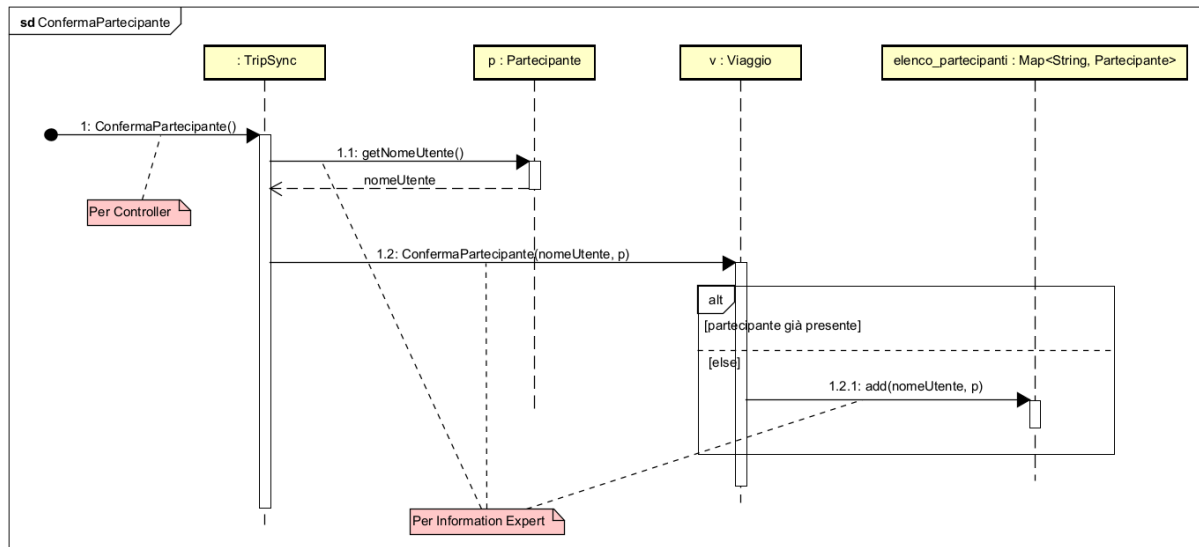 sd ConfermaPartecipante
: TripSync
p : Partecipante
v : Viaggio
elenco_partecipanti : Map<String, Partecipante>
1: ConfermaPartecipante()
1.1: getNomeUtente()
nomeUtente
Per Controller
1.2: ConfermaPartecipante(nomeUtente, p)
alt
[partecipante già presente]
[else]
1.2.1: add(nomeUtente, p)
Per Information Expert